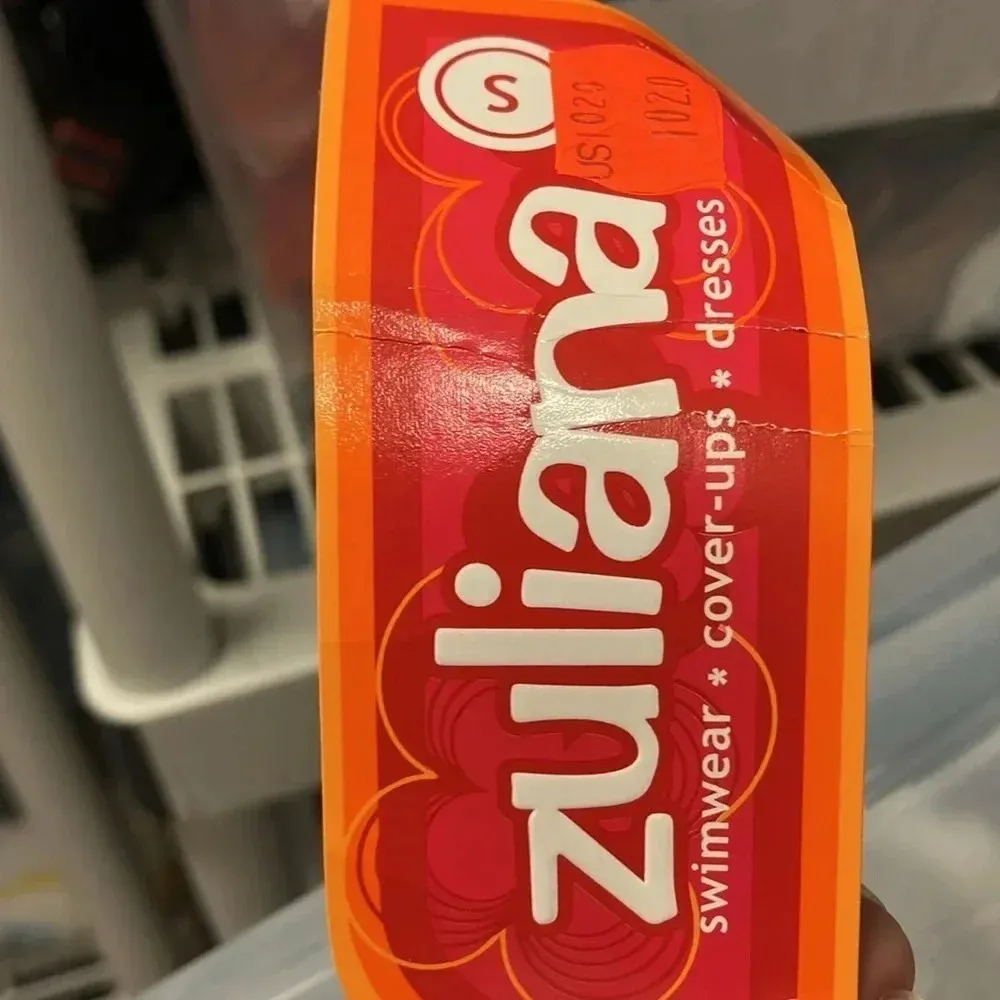 S
US1020
1020
zuliana
swimwear * cover-ups * dresses